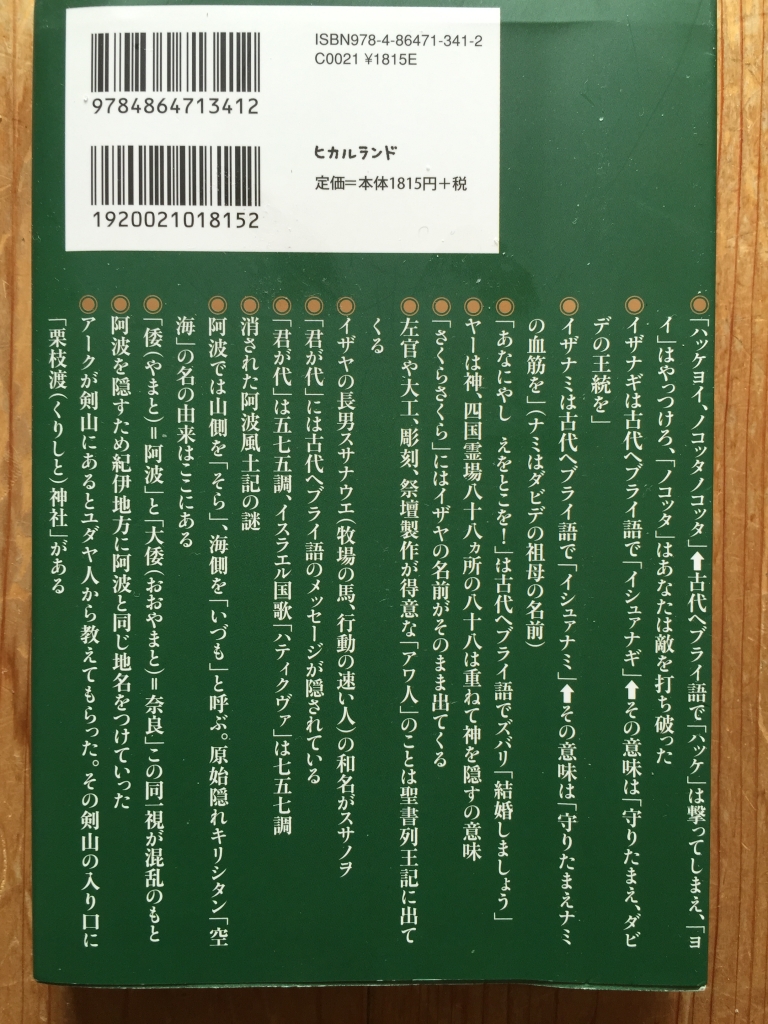 ISBN978-4-86471-341-2
C0021 ¥1815E
9784864713412
ヒカルランド
定価=本体1815円+税
1920021018152
「ハッケヨイ、ノコッタノコッタ」⬆古代ヘブライ語で「ハッケ」は撃ってしまえ、「ヨ
イ」はやっつけろ、「ノコッタ」はあなたは敵を打ち破った
イザナギは古代ヘブライ語で「イシュアナギ」⬆その意味は「守りたまえ、ダビ
デの王統を」
イザナミは古代ヘブライ語で「イシュアナミ」⬆その意味は「守りたまえナミ
の血筋を」(ナミはダビデの祖母の名前)
「あなにやし えをとこを!」は古代ヘブライ語でズバリ「結婚しましょう」
ヤーは神、四国霊場八十八ヵ所の八十八は重ねて神を隠すの意味
「さくらさくら」にはイザヤの名前がそのまま出てくる
左官や大工、彫刻、祭壇製作が得意な「アワ人」のことは聖書列王記に出て
くる
イザヤの長男スサナウエ(牧場の馬、行動の速い人)の和名がスサノヲ
「君が代」には古代ヘブライ語のメッセージが隠されている
「君が代」は五七五調、イスラエル国歌「ハティクヴァ」は七五七調
消された阿波風土記の謎
阿波では山側を「そら」、海側を「いづも」と呼ぶ。原始隠れキリシタン「空
海」の名の由来はここにある
「倭(やまと)=阿波」と「大倭(おおやまと)=奈良」この同一視が混乱のもと
阿波を隠すため紀伊地方に阿波と同じ地名をつけていった
アークが剣山にあるとユダヤ人から教えてもらった。その剣山の入り口に
「栗枝渡(くりしと)神社」がある